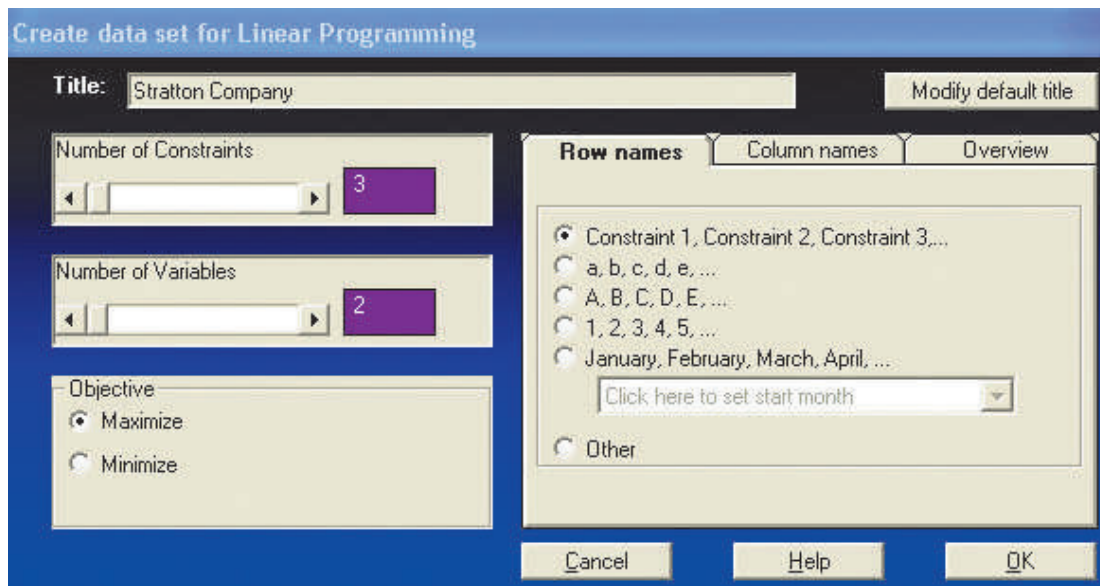 Create data set for Linear Programming
Title: Stratton Company
Modify default title
Number of Constraints
3
Number of Variables
2
Objective
Maximize
Minimize
Row names Column names Overview
Constraint 1, Constraint 2, Constraint 3,...
a, b, c, d, e, ...
A, B, C, D, E, ...
1, 2, 3, 4, 5, ...
January, February, March, April, ...
Click here to set start month
Other
Cancel Help OK